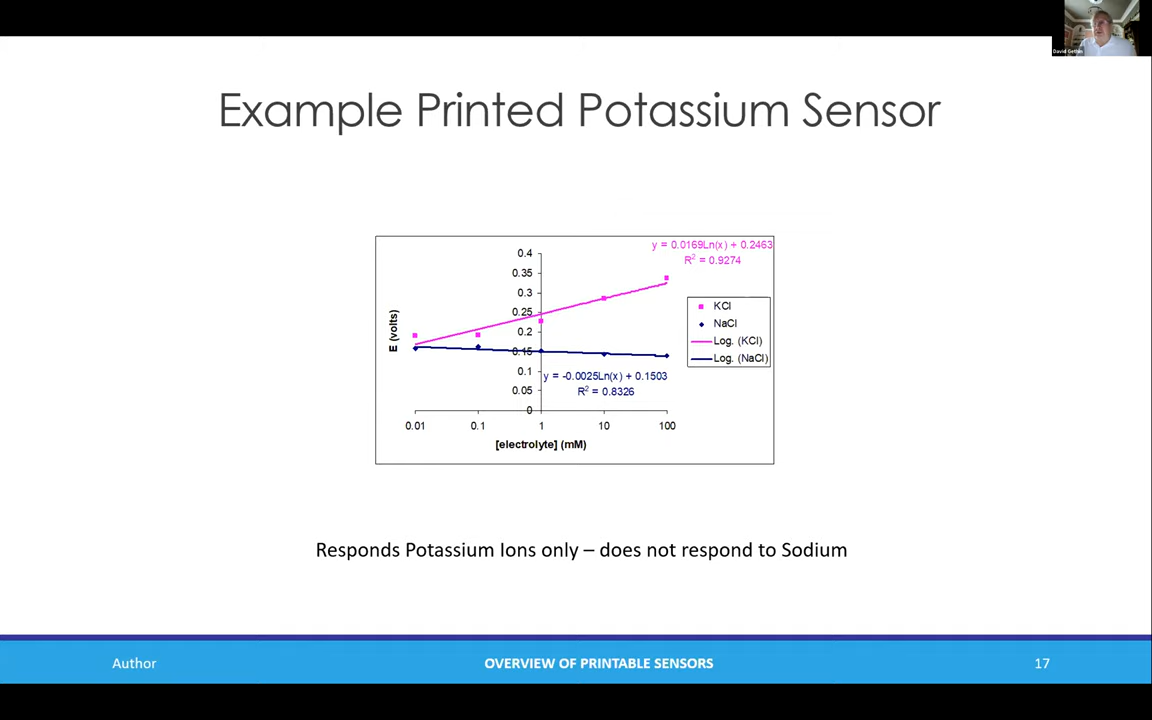 David Gethin
Example Printed Potassium Sensor
y = 0.0169Ln(x) + 0.2463
R2 = 0.9274
0.4
0.35
0.3
0.25
0.2
0.15
0.1
0.05
0
E (volts)
KCl
NaCl
Log. (KCl)
Log. (NaCl)
y = -0.0025Ln(x) + 0.1503
R2 = 0.8326
0.01 0.1 1 10 100
[electrolyte] (mM)
Responds Potassium Ions only – does not respond to Sodium
Author OVERVIEW OF PRINTABLE SENSORS 17